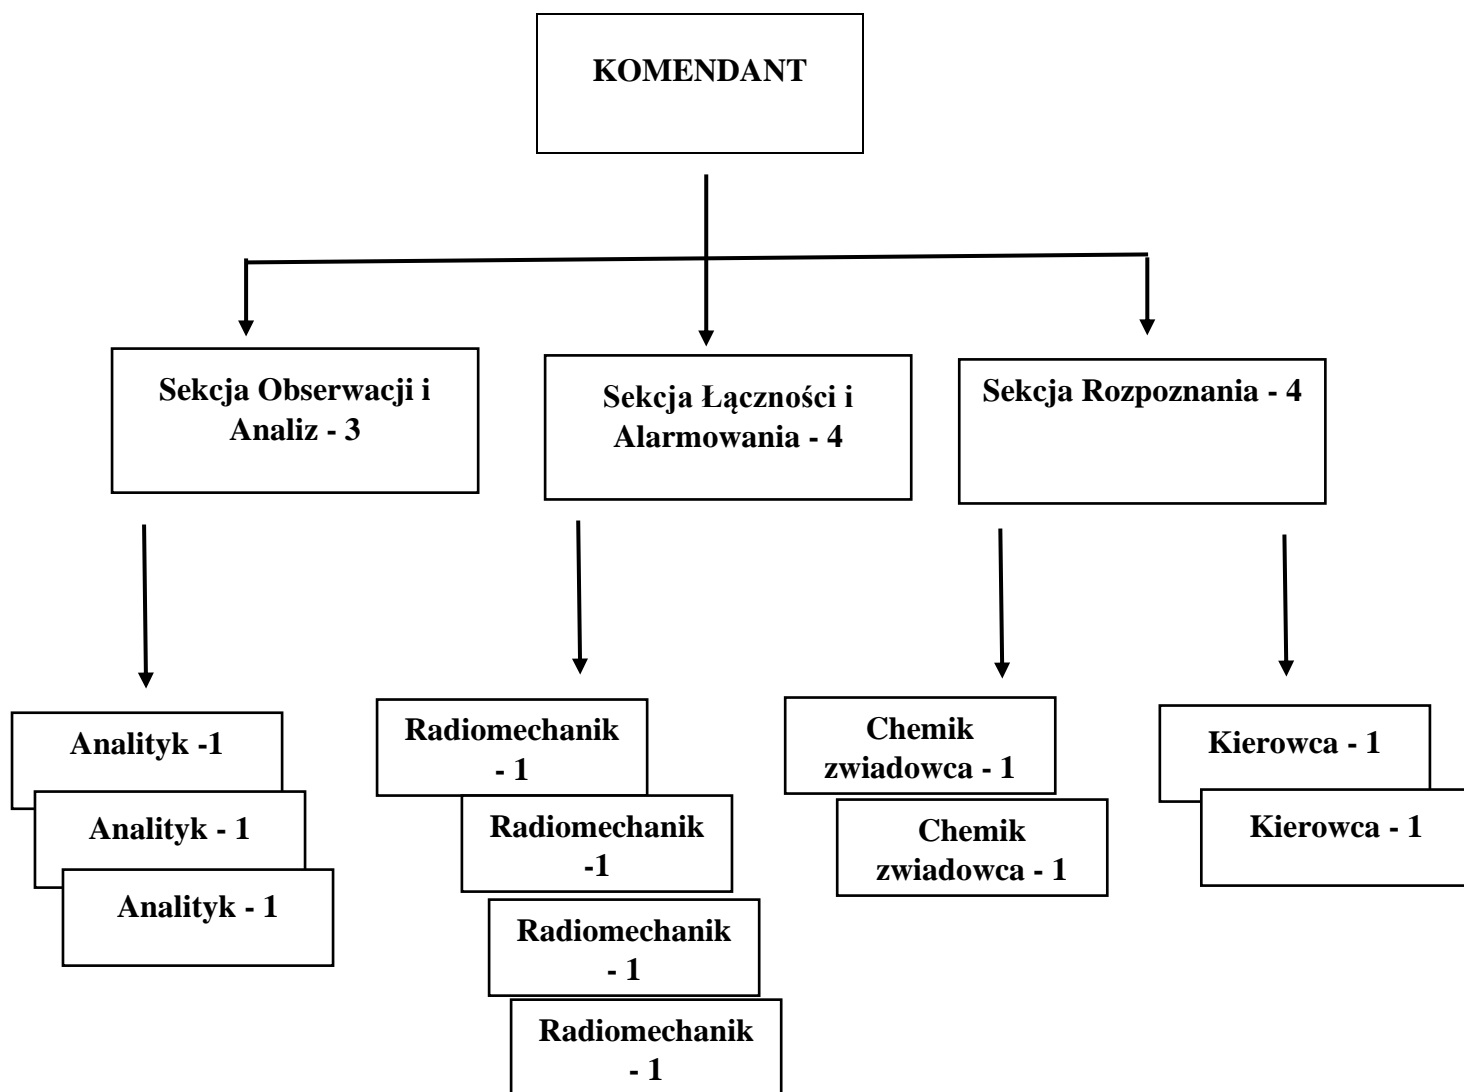 KOMENDANT
Sekcja Obserwacji i
Analiz - 3
Sekcja Łączności i
Alarmowania - 4
Sekcja Rozpoznania - 4
Analityk -1
Analityk - 1
Analityk - 1
Radiomechanik
- 1
Radiomechanik
-1
Radiomechanik
- 1
Radiomechanik
- 1
Chemik
zwiadowca - 1
Chemik
zwiadowca - 1
Kierowca - 1
Kierowca - 1